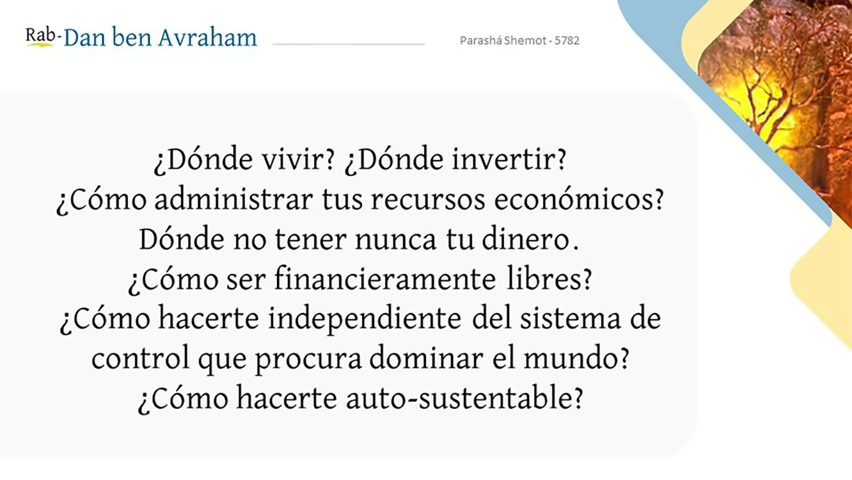 Rab-Dan ben Avraham
Parashá Shemot - 5782
¿Dónde vivir? ¿Dónde invertir?
¿Cómo administrar tus recursos económicos?
Dónde no tener nunca tu dinero.
¿Cómo ser financieramente libres?
¿Cómo hacerte independiente del sistema de
control que procura dominar el mundo?
¿Cómo hacerte auto-sustentable?